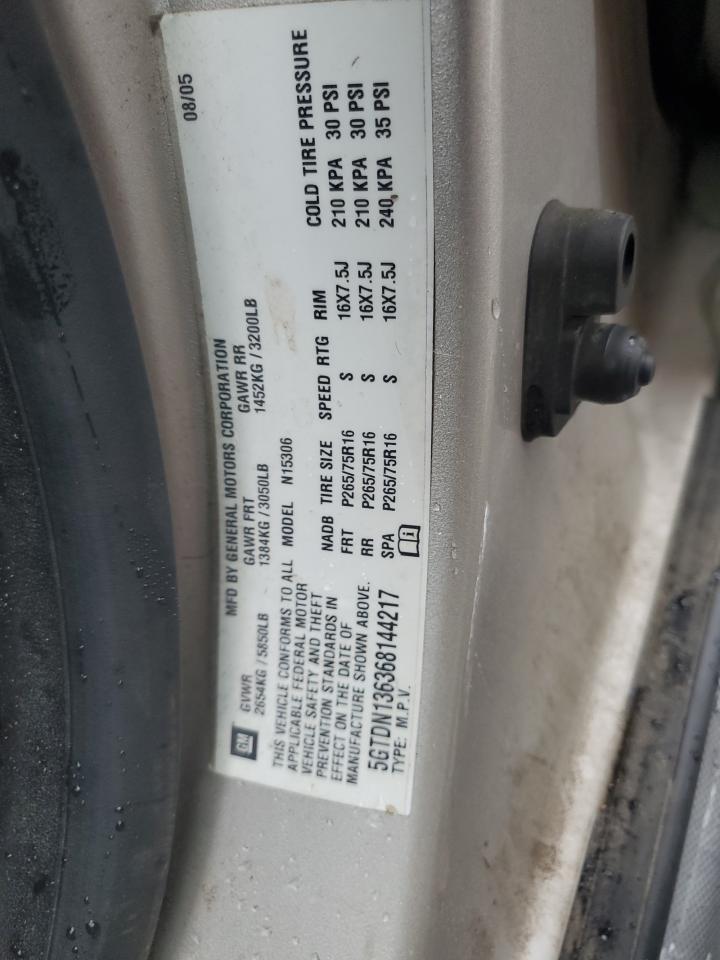 GM
MFD BY GENERAL MOTORS CORPORATION
08/05
GVWR GAWR FRT GAWR RR
2654KG/5850LB 1384KG/3050LB 1452KG/3200LB
THIS VEHICLE CONFORMS TO ALL
APPLICABLE FEDERAL MOTOR
VEHICLE SAFETY AND THEFT
PREVENTION STANDARDS IN
EFFECT ON THE DATE OF
MANUFACTURE SHOWN ABOVE.
5GTDN136368144217
TYPE: M.P.V.
MODEL N15306
NADB TIRE SIZE SPEED RTG RIM COLD TIRE PRESSURE
FRT P265/75R16 S 16X7.5J 210 KPA 30 PSI
RR P265/75R16 S 16X7.5J 210 KPA 30 PSI
SPA P265/75R16 S 16X7.5J 240 KPA 35 PSI